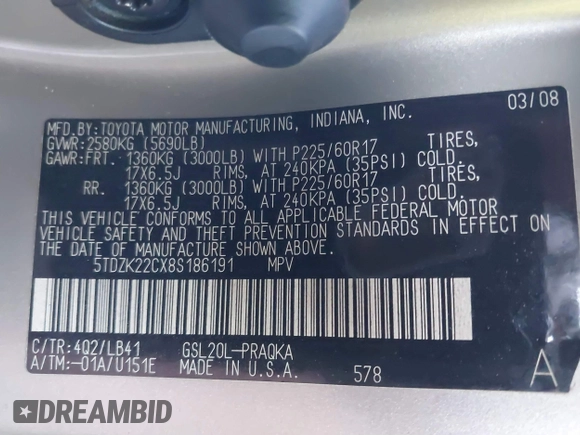 MFD. BY: TOYOTA MOTOR MANUFACTURING, INDIANA, INC. 03/08
GVWR: 2580KG (5690LB)
GAWR: FRT. 1360KG (3000LB) WITH P225/60R17 TIRES,
17X6.5J RIMS, AT 240KPA (35PSI) COLD.
RR. 1360KG (3000LB) WITH P225/60R17 TIRES,
17X6.5J RIMS, AT 240KPA (35PSI) COLD.
THIS VEHICLE CONFORMS TO ALL APPLICABLE FEDERAL MOTOR
VEHICLE SAFETY AND THEFT PREVENTION STANDARDS IN EFFECT ON
THE DATE OF MANUFACTURE SHOWN ABOVE.
5TDZK22CX8S186191 MPV
C/TR: 4Q2/LB41 GSL20L-PRAQKA
A/TM: -01A/U151E MADE IN U.S.A. 578 A
DREAMBID